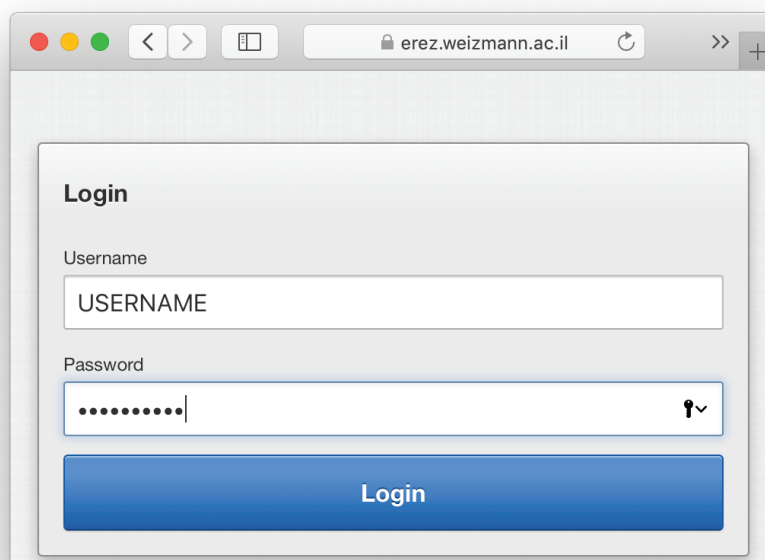 erez.weizmann.ac.il
Login
Username
USERNAME
Password
••••••••••
Login